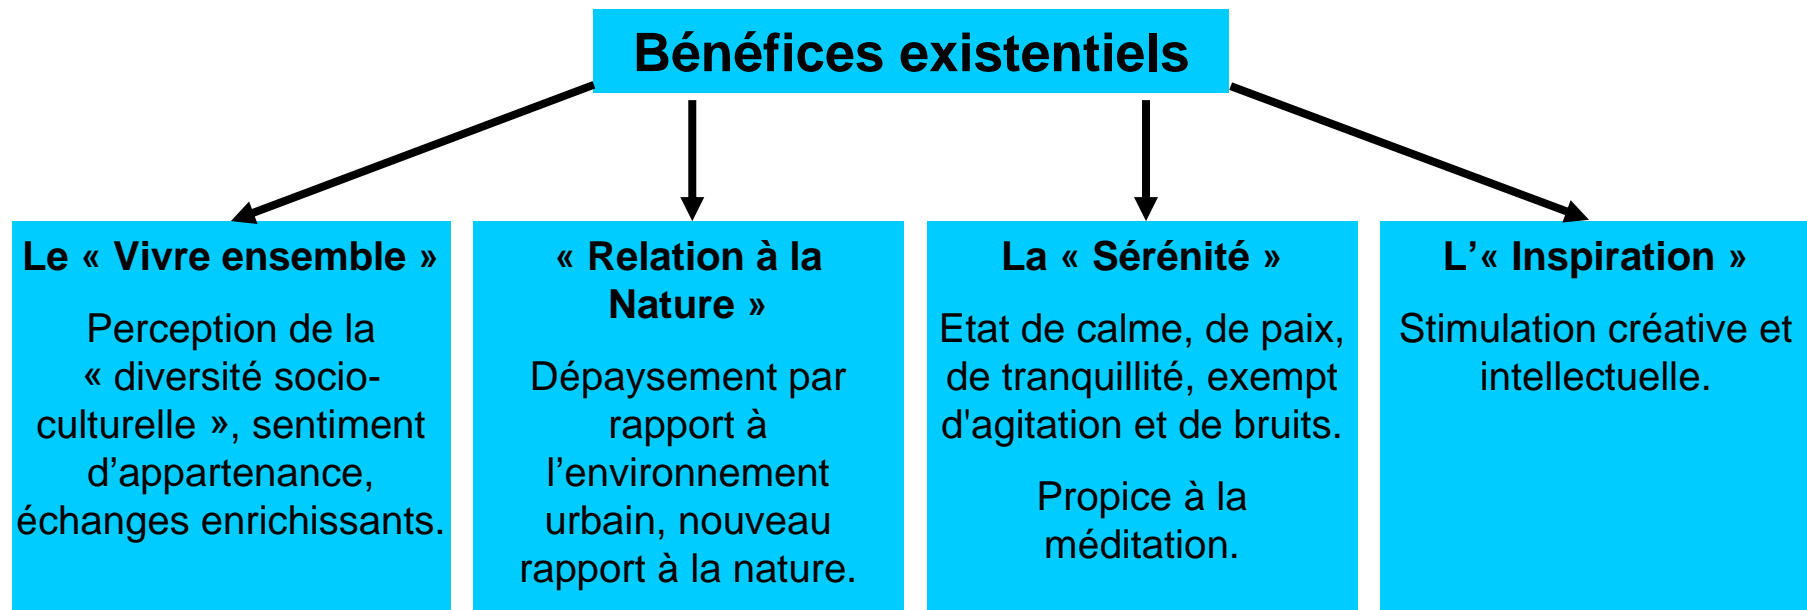 Bénéfices existentiels
Le « Vivre ensemble »
Perception de la
« diversité socio-
culturelle », sentiment
d’appartenance,
échanges enrichissants.
« Relation à la
Nature »
Dépaysement par
rapport à
l’environnement
urbain, nouveau
rapport à la nature.
La « Sérénité »
Etat de calme, de paix,
de tranquillité, exempt
d'agitation et de bruits.
Propice à la
méditation.
L’« Inspiration »
Stimulation créative et
intellectuelle.